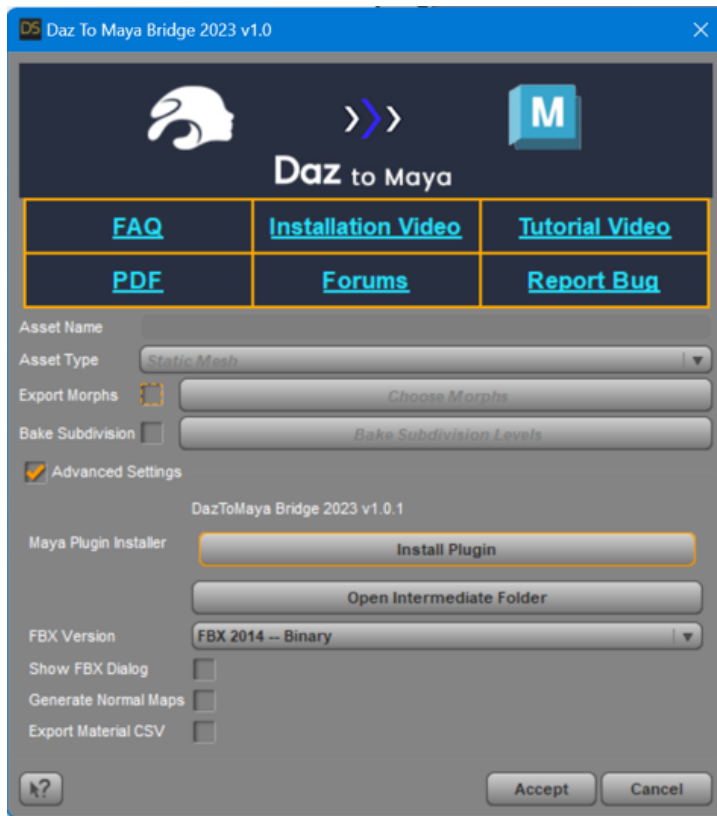 DS Daz To Maya Bridge 2023 v1.0
M
Daz to Maya
FAQ Installation Video Tutorial Video
PDF Forums Report Bug
Asset Name
Asset Type Static Mesh
Export Morphs Choose Morphs
Bake Subdivision Bake Subdivision Levels
Advanced Settings
DazToMaya Bridge 2023 v1.0.1
Maya Plugin Installer Install Plugin
Open Intermediate Folder
FBX Version FBX 2014 -- Binary
Show FBX Dialog
Generate Normal Maps
Export Material CSV
? Accept Cancel